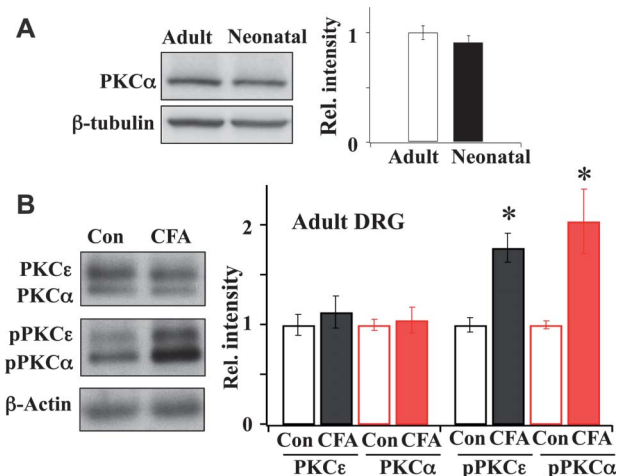 A
Adult Neonatal
PKCα
β-tubulin
Rel. intensity
1
0
Adult Neonatal
B
Con CFA
PKCε
PKCα
pPKCε
pPKCα
β-Actin
Adult DRG
Rel. intensity
2
1
0
*
*
Con CFA Con CFA Con CFA Con CFA
PKCε PKCα pPKCε pPKCα